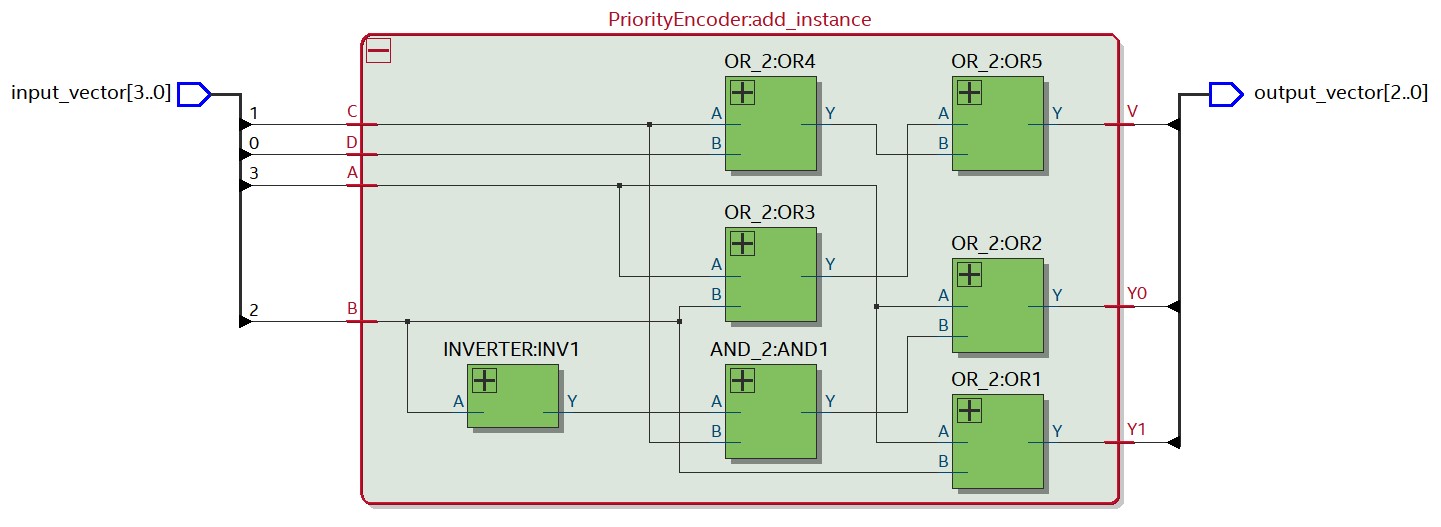 PriorityEncoder:add_instance
input_vector[3..0]
output_vector[2..0]
1
0
3
2
C
D
A
B
OR_2:OR4
A
B
Y
OR_2:OR5
A
B
Y
OR_2:OR3
A
B
Y
OR_2:OR2
A
B
Y
INVERTER:INV1
A
Y
AND_2:AND1
A
B
Y
OR_2:OR1
A
B
Y
V
Y0
Y1